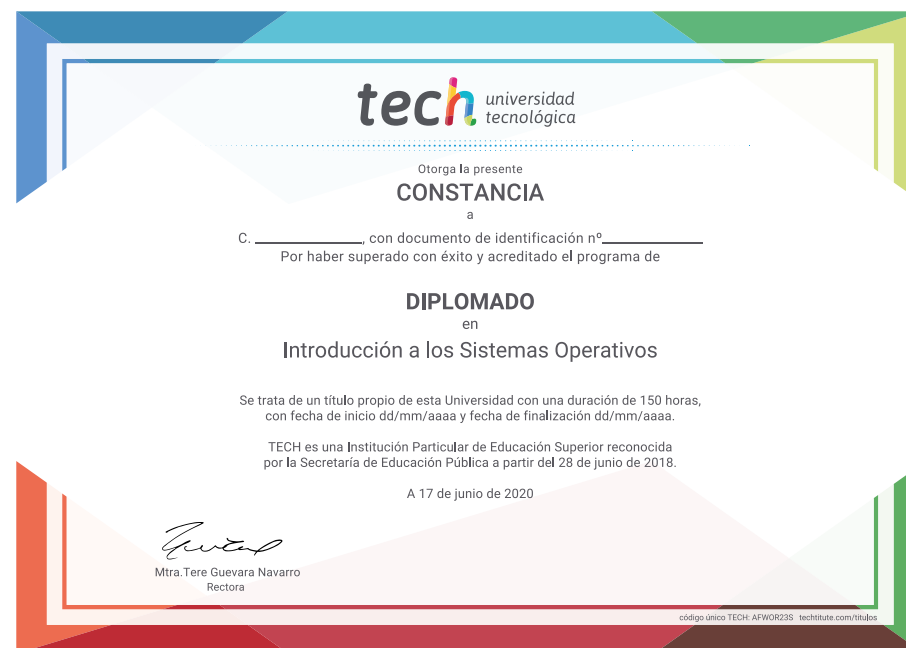 tech universidad
tecnológica
Otorga la presente
CONSTANCIA
a
C. ____________, con documento de identificación nº____________
Por haber superado con éxito y acreditado el programa de
DIPLOMADO
en
Introducción a los Sistemas Operativos
Se trata de un título propio de esta Universidad con una duración de 150 horas,
con fecha de inicio dd/mm/aaaa y fecha de finalización dd/mm/aaaa.
TECH es una Institución Particular de Educación Superior reconocida
por la Secretaría de Educación Pública a partir del 28 de junio de 2018.
A 17 de junio de 2020
Mtra.Tere Guevara Navarro
Rectora
código único TECH: AFWOR23S techtitute.com/titulos